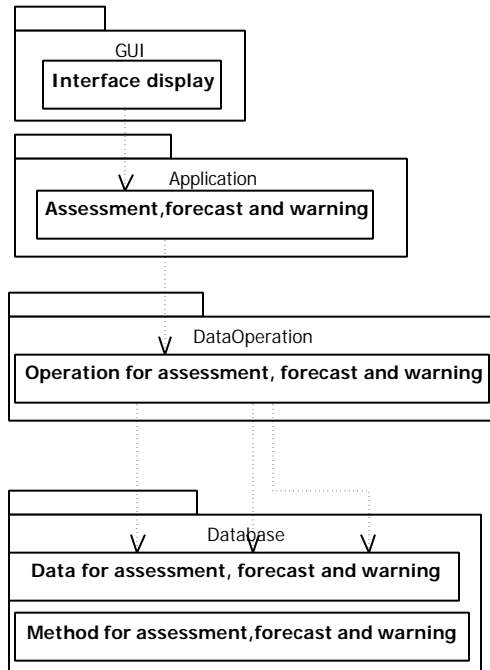 GUI
Interface display
Application
Assessment,forecast and warning
DataOperation
Operation for assessment, forecast and warning
Database
Data for assessment, forecast and warning
Method for assessment,forecast and warning